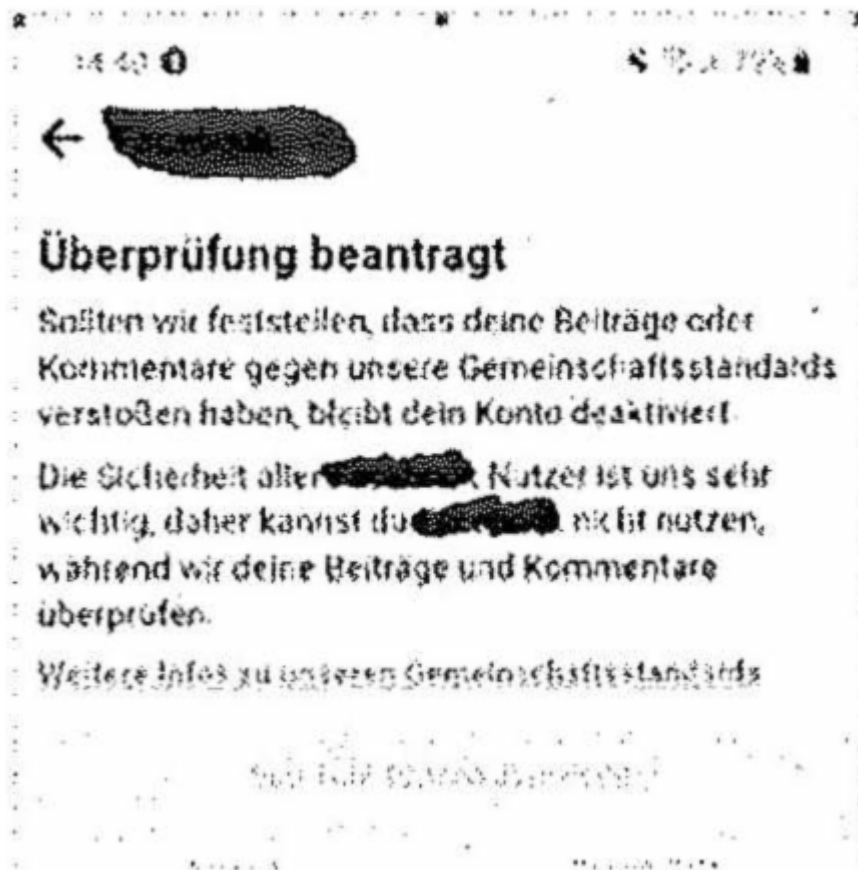 Überprüfung beantragt
Sollten wir feststellen, dass deine Beiträge oder
Kommentare gegen unsere Gemeinschaftsstandards
verstoßen haben, bleibt dein Konto deaktiviert.
Die Sicherheit aller Nutzer ist uns sehr
wichtig, daher kannst du nicht nutzen,
während wir deine Beiträge und Kommentare
überprüfen.
Weitere Infos zu unseren Gemeinschaftsstandards